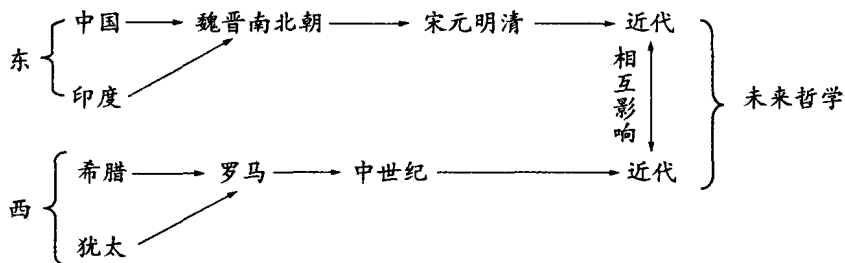 中国 魏晋南北朝 宋元明清 近代
东
印度
相互影响
未来哲学
希腊 罗马 中世纪 近代
西
犹太